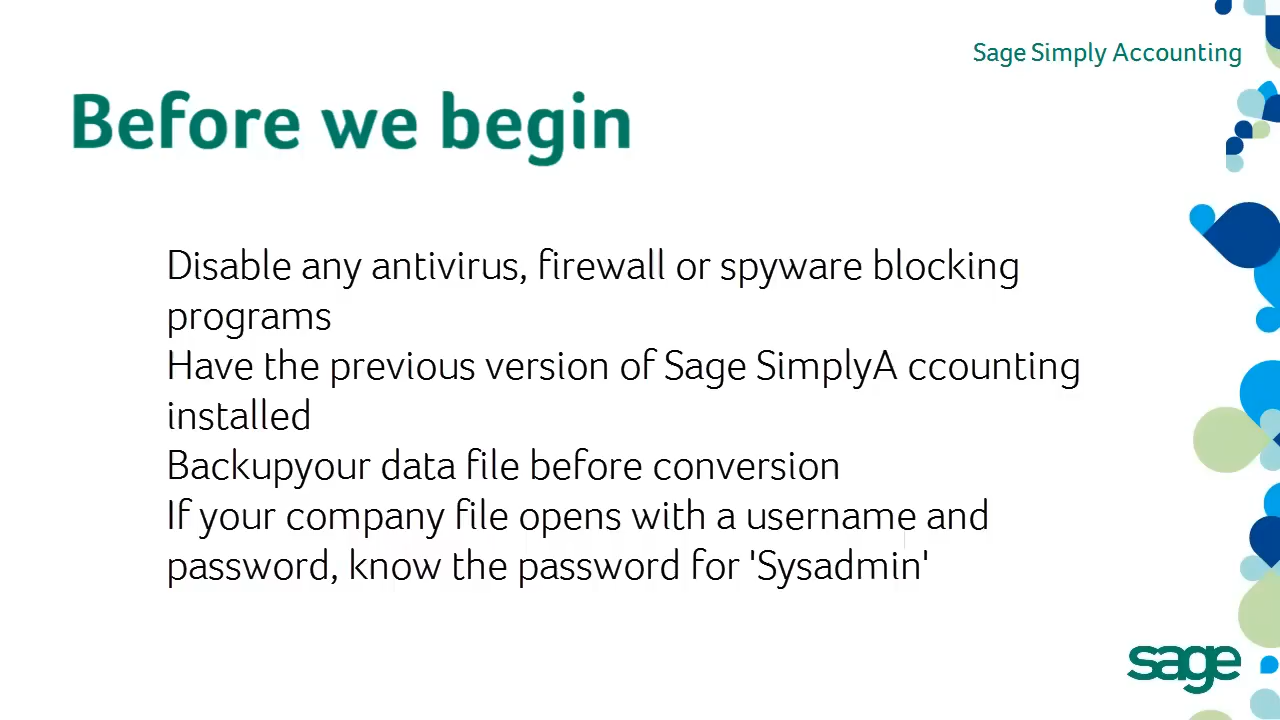 Sage Simply Accounting
Before we begin
Disable any antivirus, firewall or spyware blocking
programs
Have the previous version of Sage SimplyA ccounting
installed
Backupyour data file before conversion
If your company file opens with a username and
password, know the password for 'Sysadmin'
sage